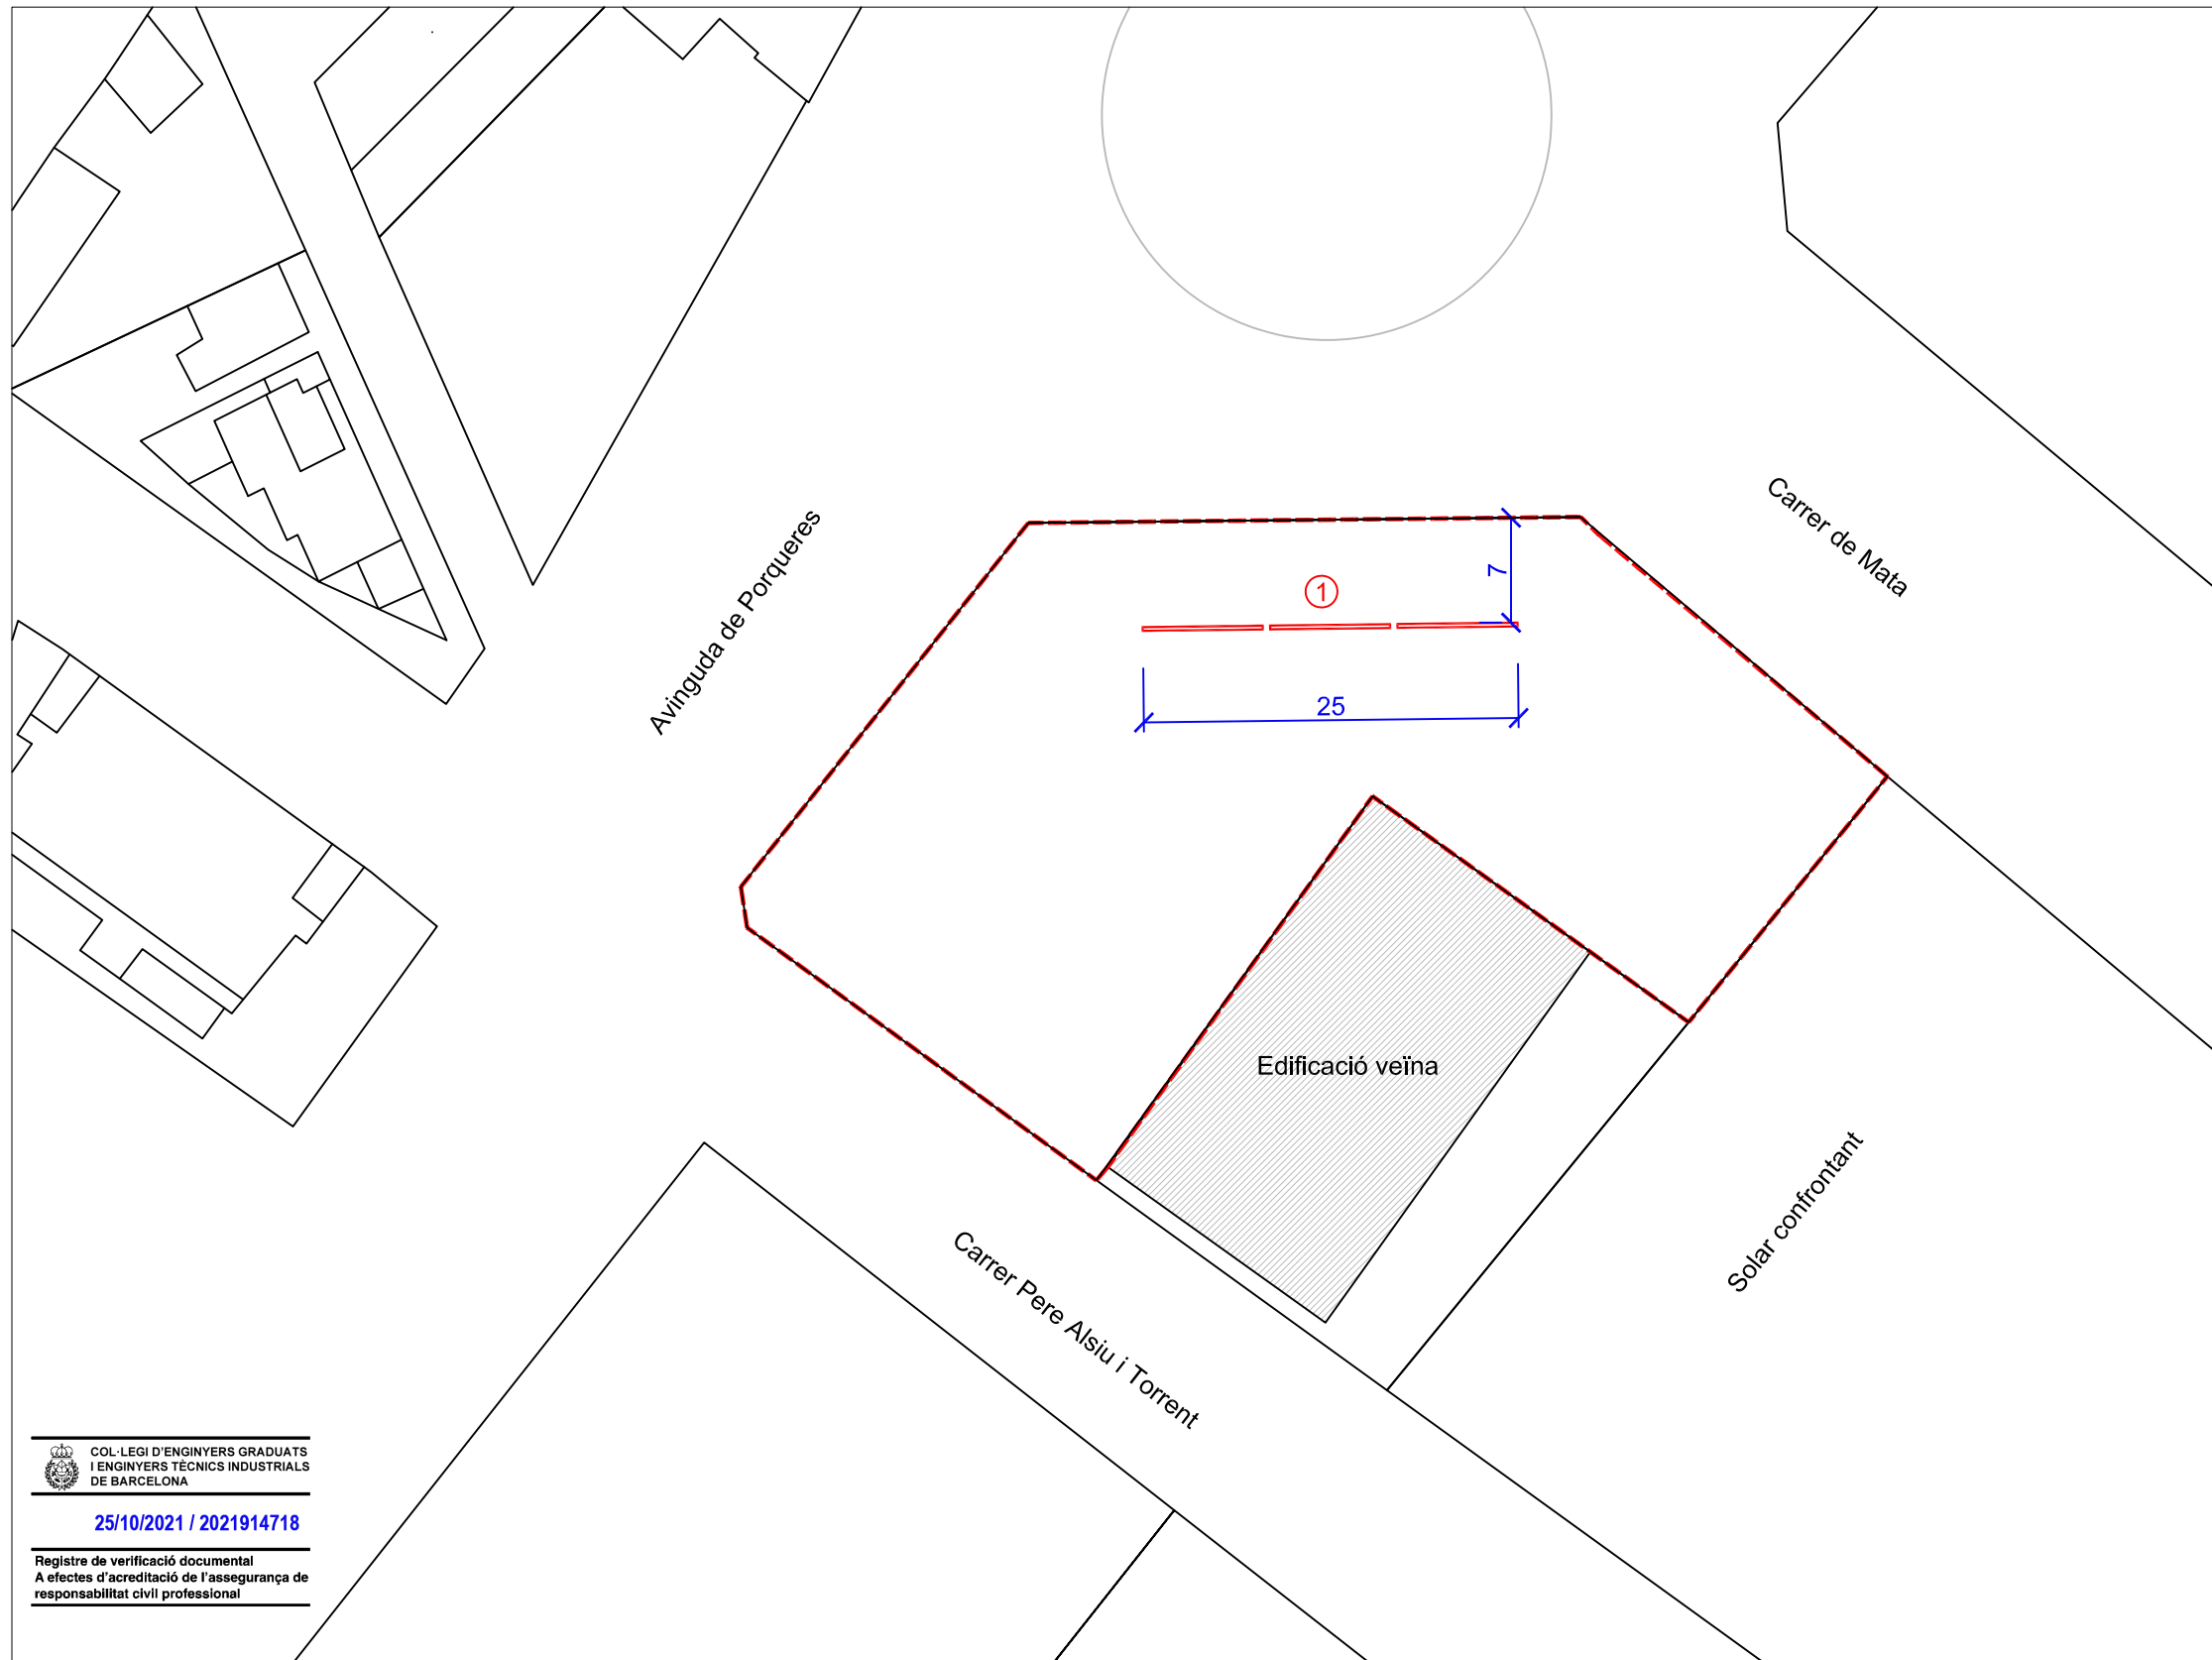 Carrer de Mata
Avinguda de Porqueres
1
7
25
Edificació veïna
Solar confrontant
Carrer Pere Alsiu i Torrent
COL·LEGI D'ENGINYERS GRADUATS
I ENGINYERS TÈCNICS INDUSTRIALS
DE BARCELONA
25/10/2021 / 2021914718
Registre de verificació documental
A efectes d'acreditació de l'assegurança de
responsabilitat civil professional